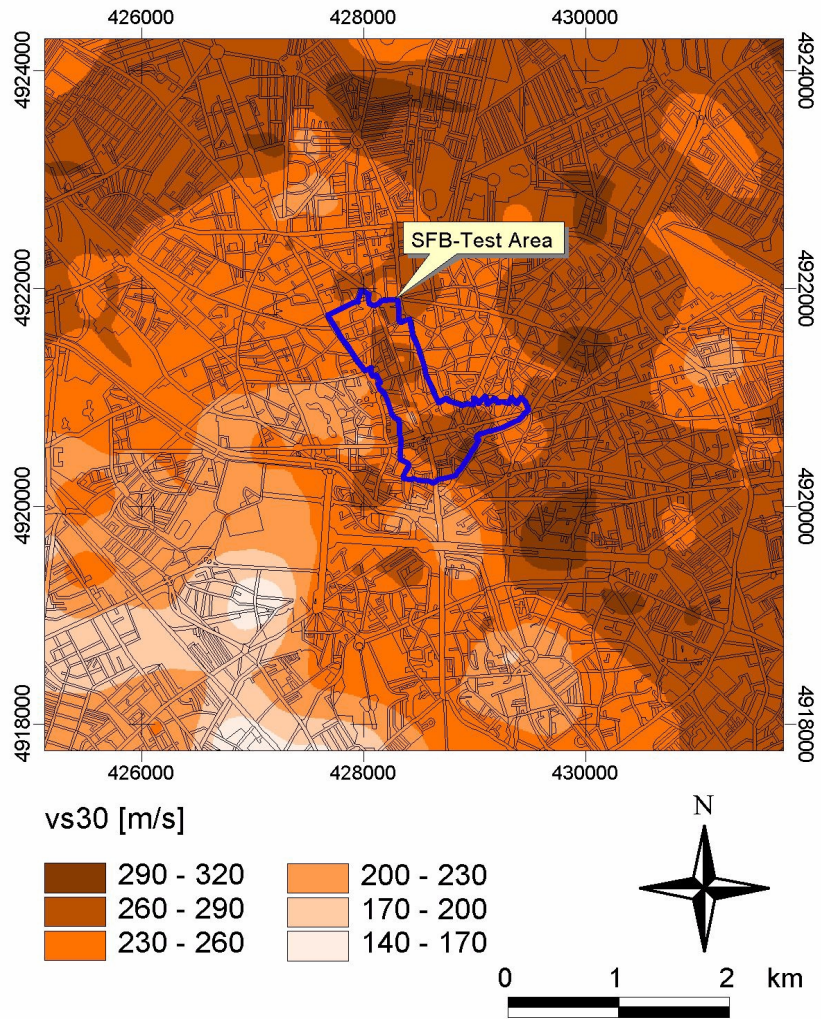 426000 428000 430000
4924000 4924000
SFB-Test Area
4922000 4922000
4920000 4920000
4918000 4918000
426000 428000 430000
vs30 [m/s]
290 - 320 200 - 230
260 - 290 170 - 200
230 - 260 140 - 170
N
0 1 2 km